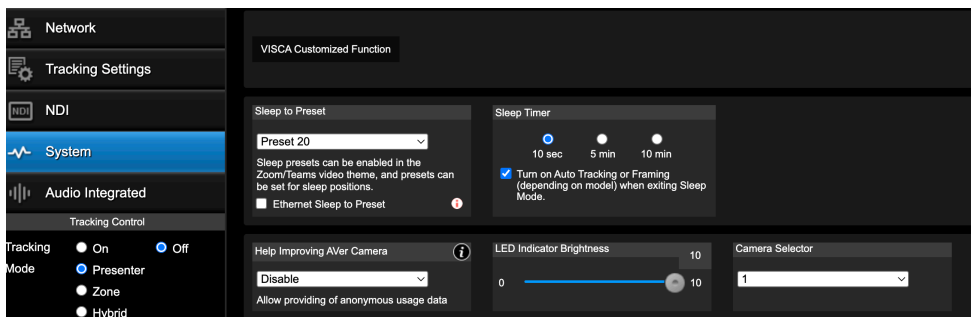 Network
Tracking Settings
NDI NDI
System
Audio Integrated
Tracking Control
Tracking On Off
Mode Presenter
Zone
Hybrid
VISCA Customized Function
Sleep to Preset
Preset 20
Sleep presets can be enabled in the
Zoom/Teams video theme, and presets can
be set for sleep positions.
Ethernet Sleep to Preset
Sleep Timer
10 sec 5 min 10 min
Turn on Auto Tracking or Framing
(depending on model) when exiting Sleep
Mode.
Help Improving AVer Camera
Disable
Allow providing of anonymous usage data
LED Indicator Brightness
10
0 10
Camera Selector
1